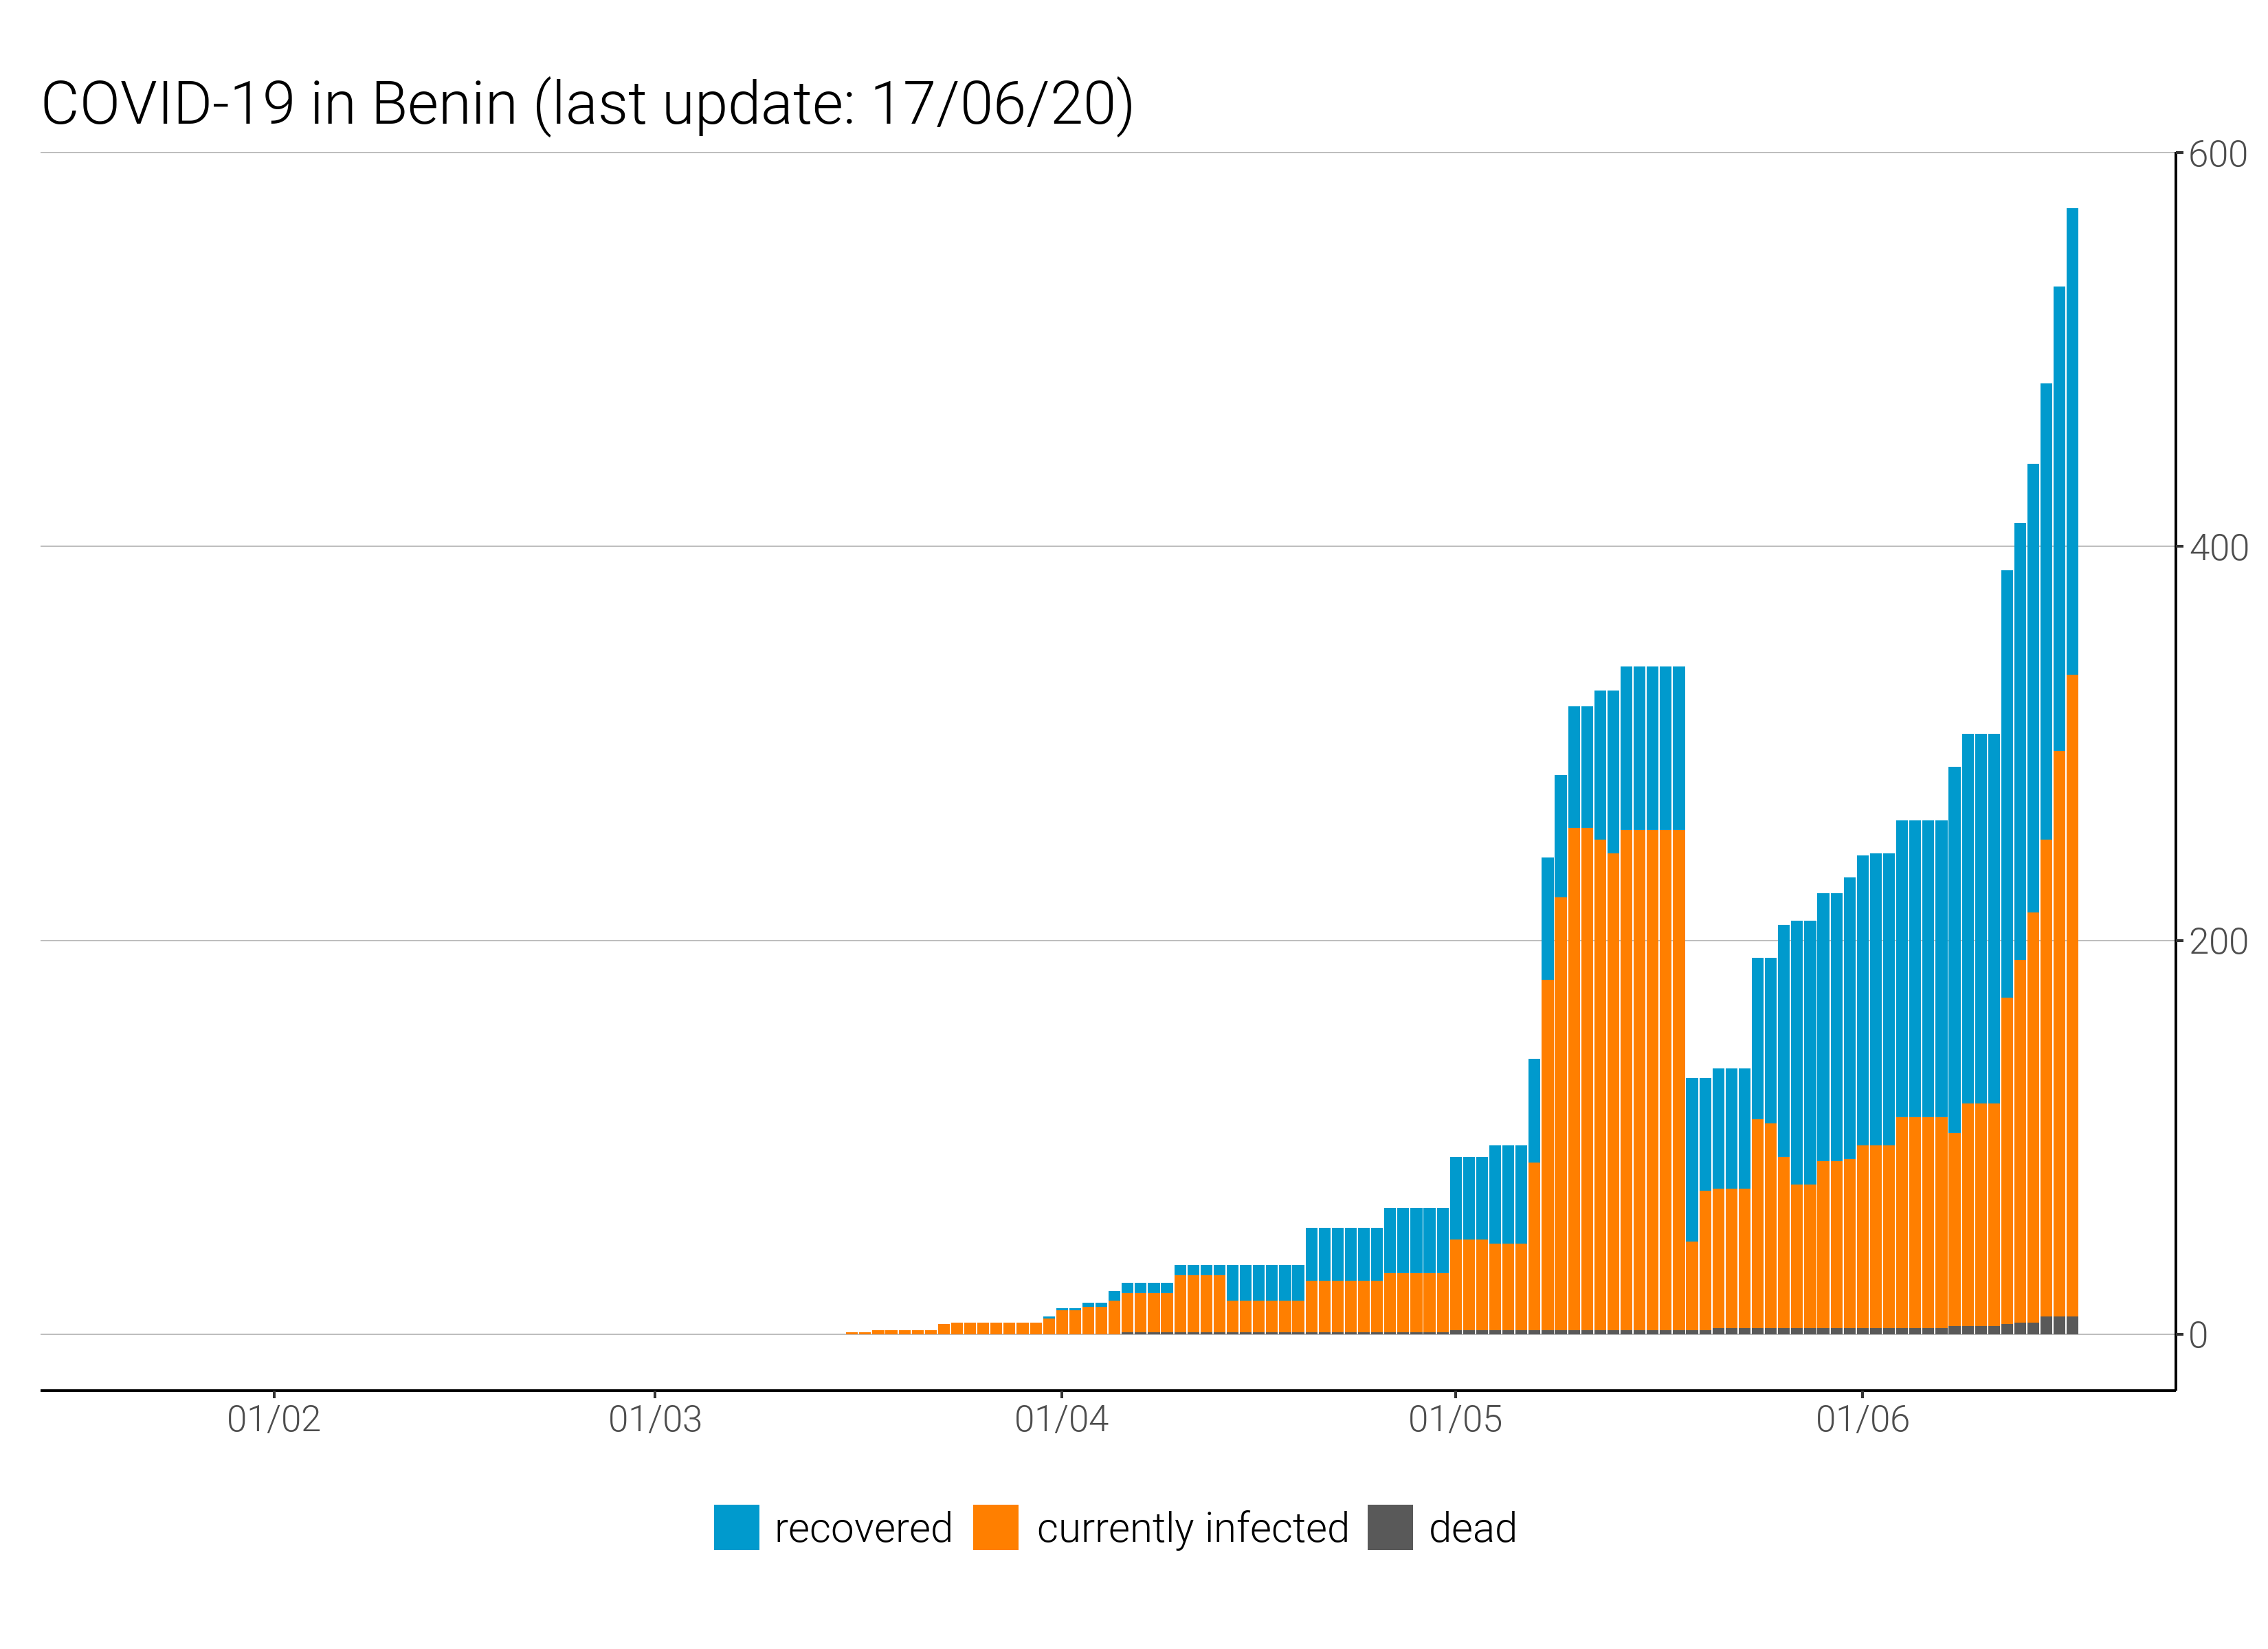 COVID-19 in Benin (last update: 17/06/20)
600
400
200
0
01/02 01/03 01/04 01/05 01/06
recovered currently infected dead